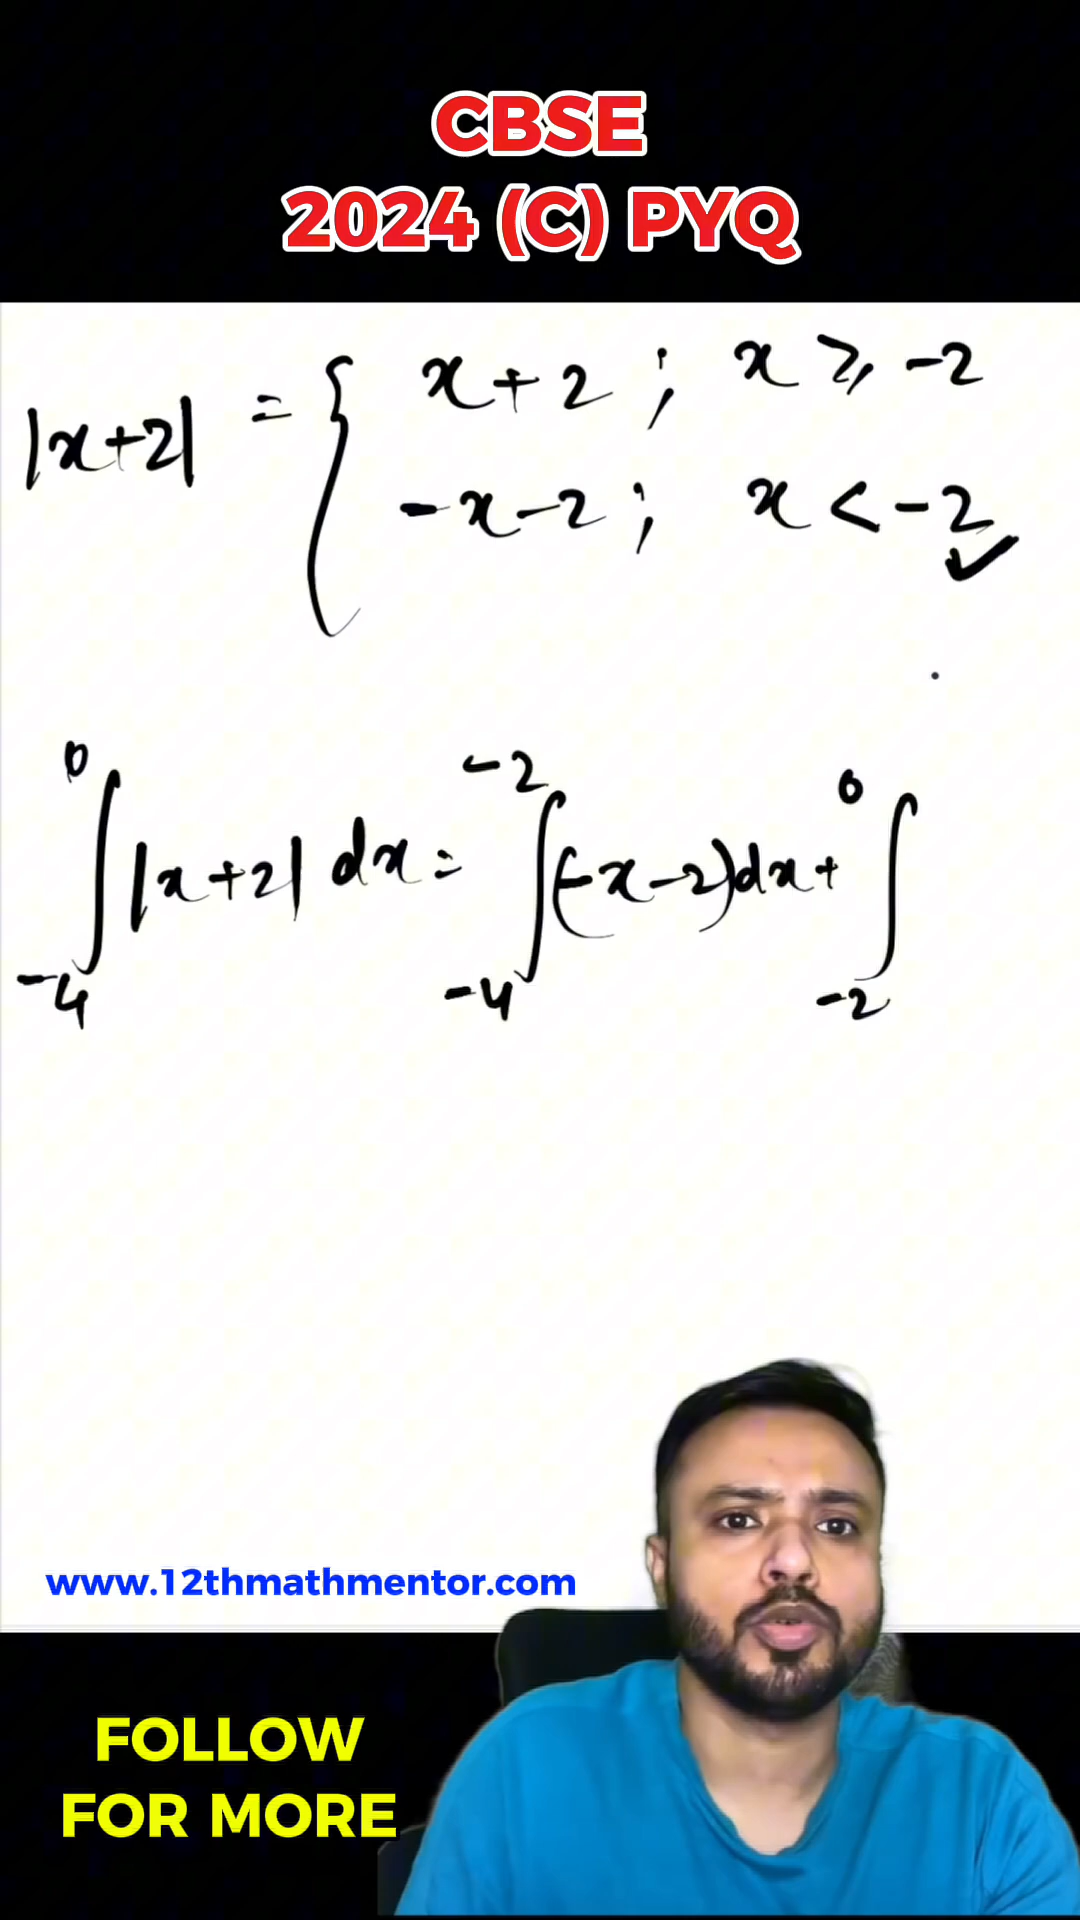 CBSE
2024 (C) PYQ
|x+2| = { x+2 ; x ≥ -2
-x-2 ; x < -2
∫_{-4}^{0} |x+2| dx = ∫_{-4}^{-2} (-x-2)dx + ∫_{-2}^{0}
www.12thmathmentor.com
FOLLOW
FOR MORE